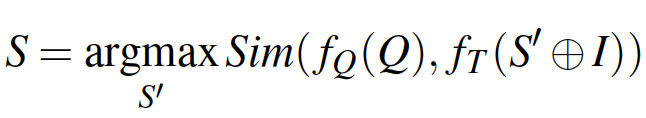 S = argmax Sim(f_Q(Q), f_T(S′ ⊕ I))
S′